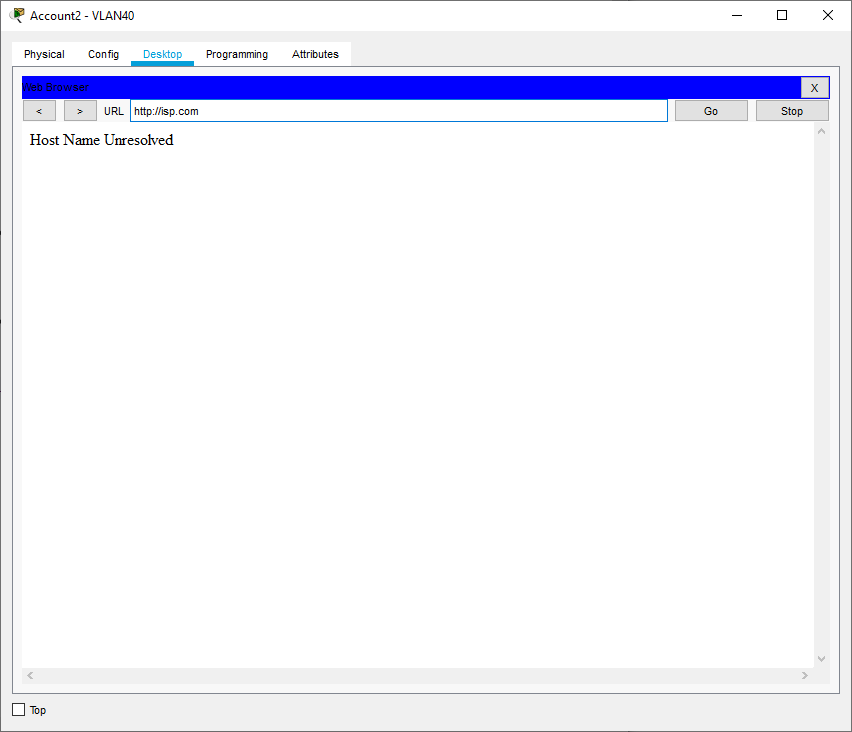 Account2 - VLAN40
Physical Config Desktop Programming Attributes
Web Browser X
< > URL http://isp.com Go Stop
Host Name Unresolved
Top